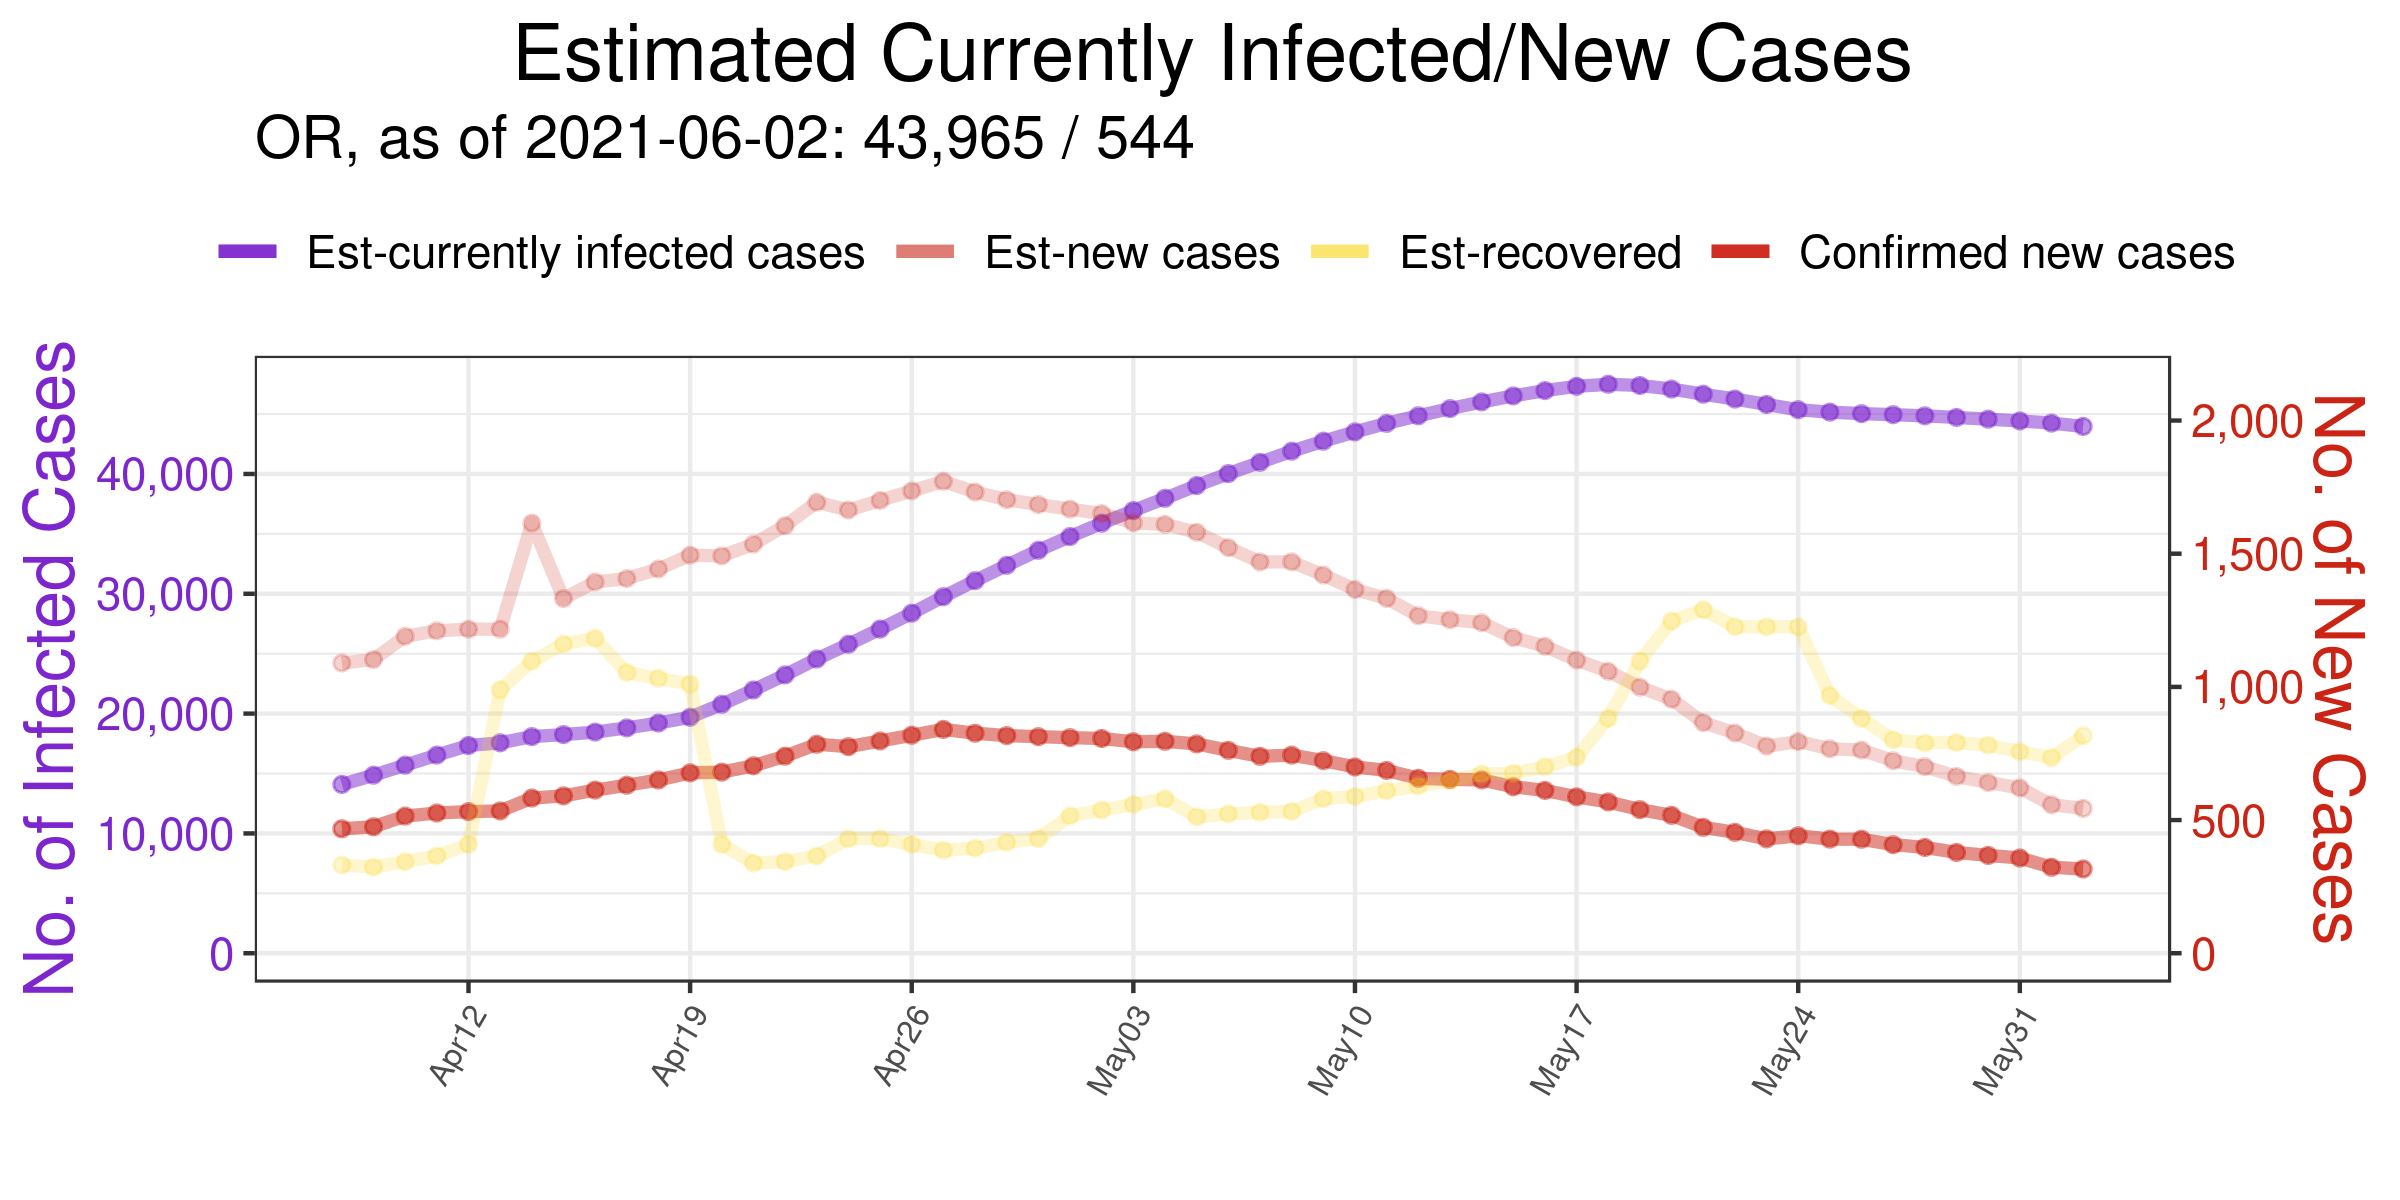 Estimated Currently Infected/New Cases
OR, as of 2021-06-02: 43,965 / 544
Est-currently infected cases
Est-new cases
Est-recovered
Confirmed new cases
No. of Infected Cases
40,000
30,000
20,000
10,000
0
2,000
1,500
1,000
500
0
No. of New Cases
Apr12
Apr19
Apr26
May03
May10
May17
May24
May31